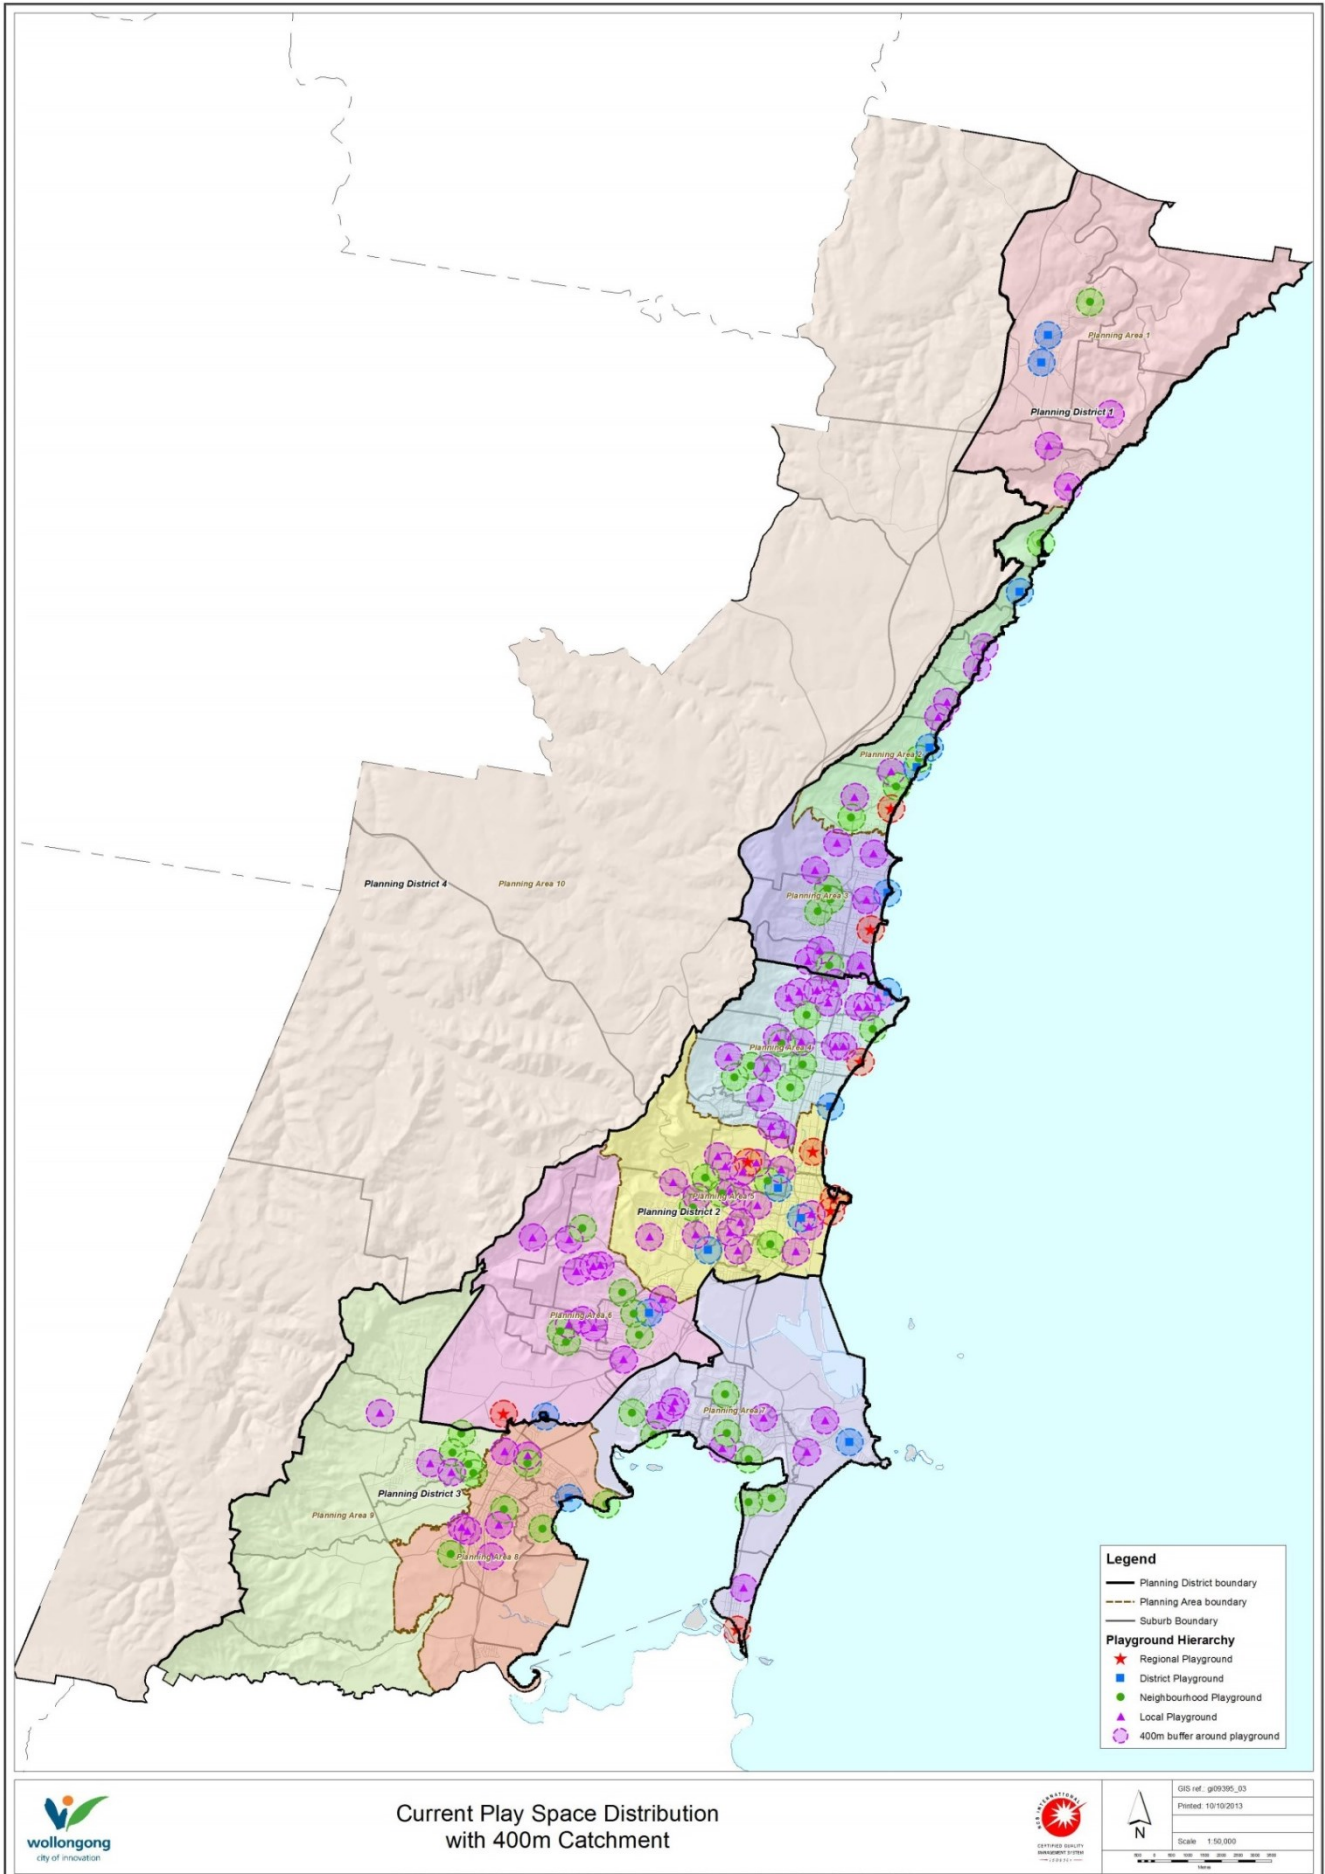 Planning Area 1
Planning District 1
Planning Area 2
Planning District 4
Planning Area 10
Planning Area 3
Planning Area 4
Planning Area 5
Planning District 2
Planning Area 6
Planning Area 7
Planning District 3
Planning Area 9
Planning Area 8
Legend
Planning District boundary
Planning Area boundary
Suburb Boundary
Playground Hierarchy
Regional Playground
District Playground
Neighbourhood Playground
Local Playground
400m buffer around playground
wollongong
city of innovation
Current Play Space Distribution
with 400m Catchment
CERTIFIED QUALITY
MANAGEMENT SYSTEM
N
GIS ref.: gi09395_03
Printed: 10/10/2013
Scale 1:50,000